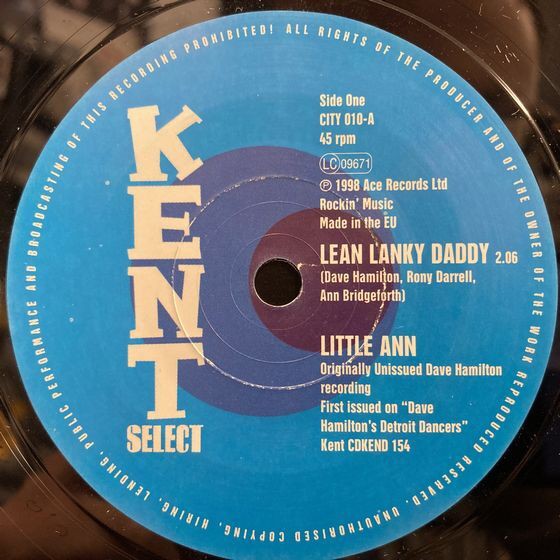 KENT
SELECT
Side One
CITY 010-A
45 rpm
LC 09671
℗ 1998 Ace Records Ltd
Rockin' Music
Made in the EU
LEAN LANKY DADDY 2.06
(Dave Hamilton, Rony Darrell,
Ann Bridgeforth)
LITTLE ANN
Originally Unissued Dave Hamilton
recording
First issued on "Dave
Hamilton's Detroit Dancers"
Kent CDKEND 154
ALL RIGHTS OF THE PRODUCER AND OF THE OWNER OF THE WORK REPRODUCED RESERVED. UNAUTHORISED COPYING, HIRING, LENDING, PUBLIC PERFORMANCE AND BROADCASTING OF THIS RECORDING PROHIBITED!